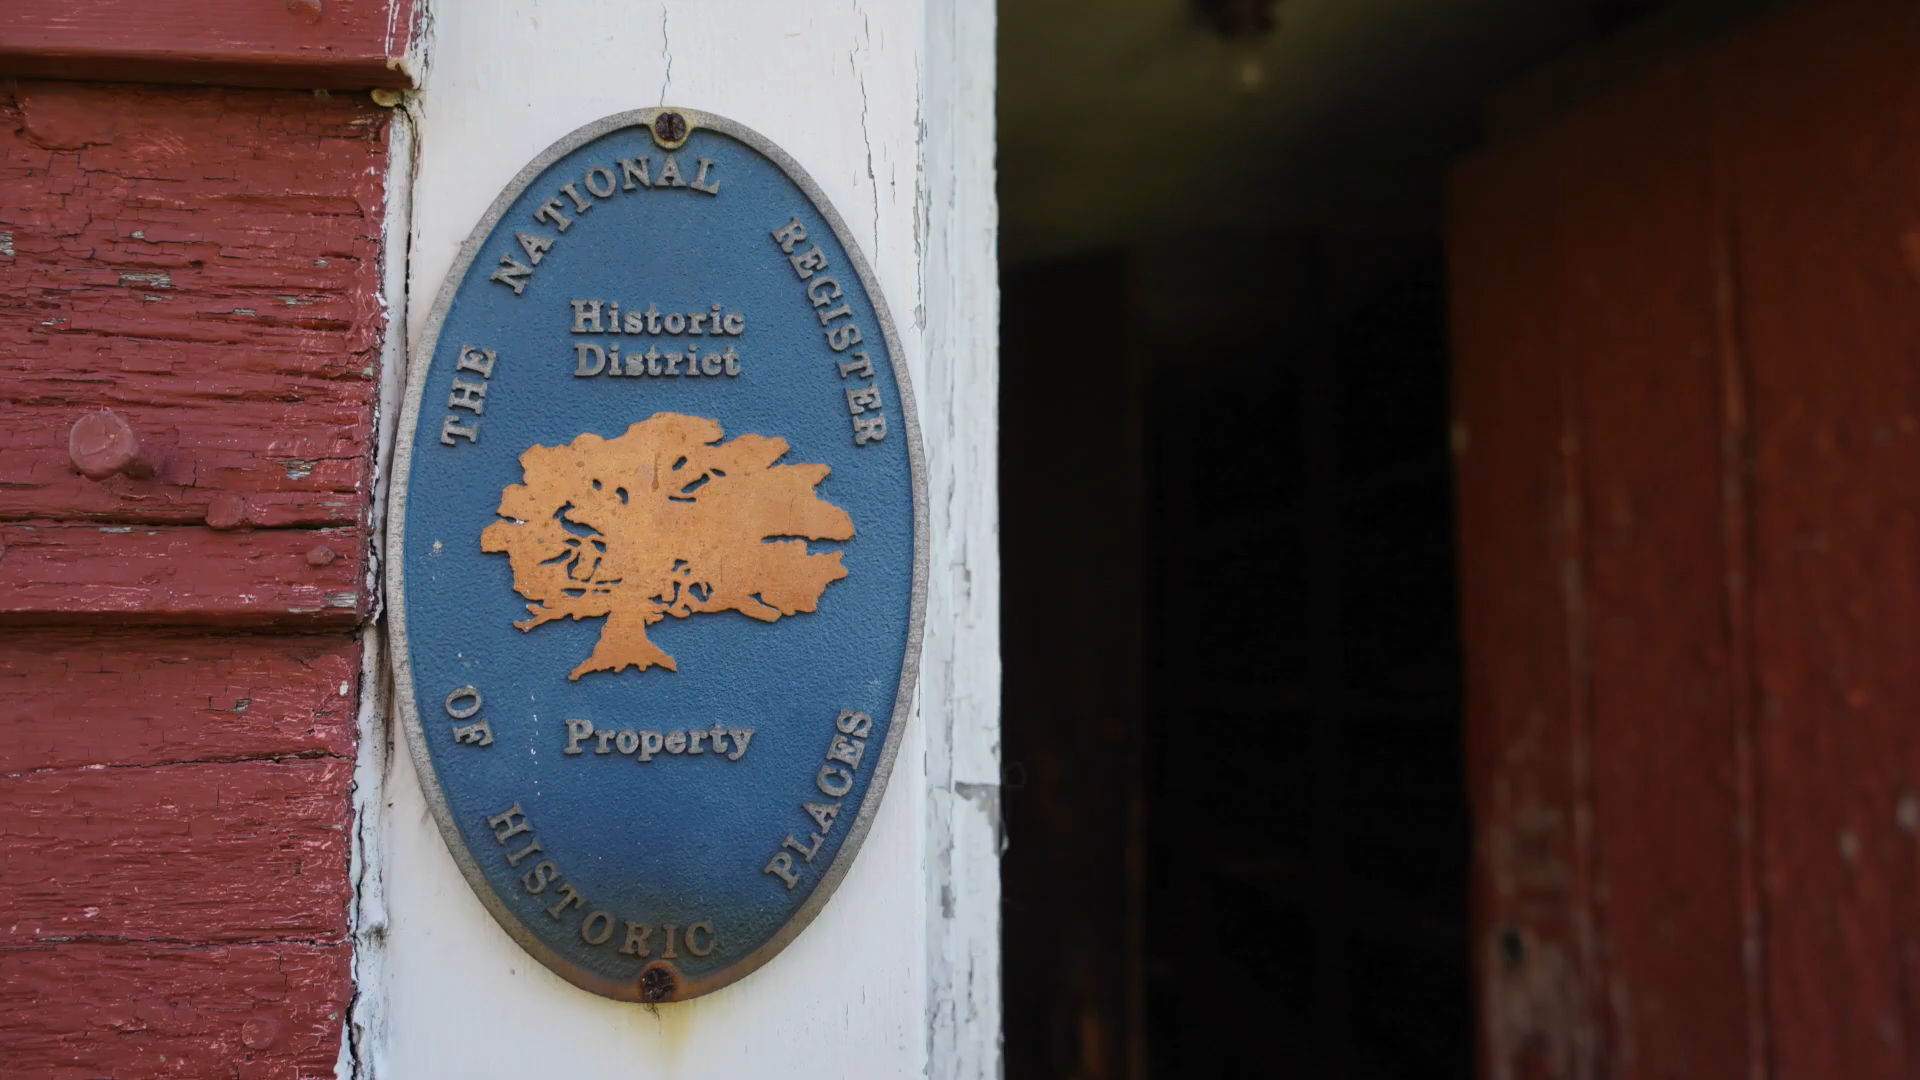 THE NATIONAL REGISTER
Historic
District
Property
OF HISTORIC PLACES